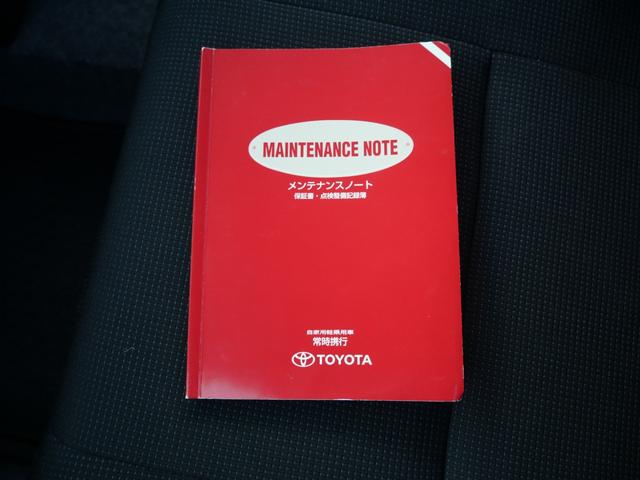 MAINTENANCE NOTE
メンテナンスノート
保証書・点検整備記録簿
自家用軽乗用車
常時携行
TOYOTA